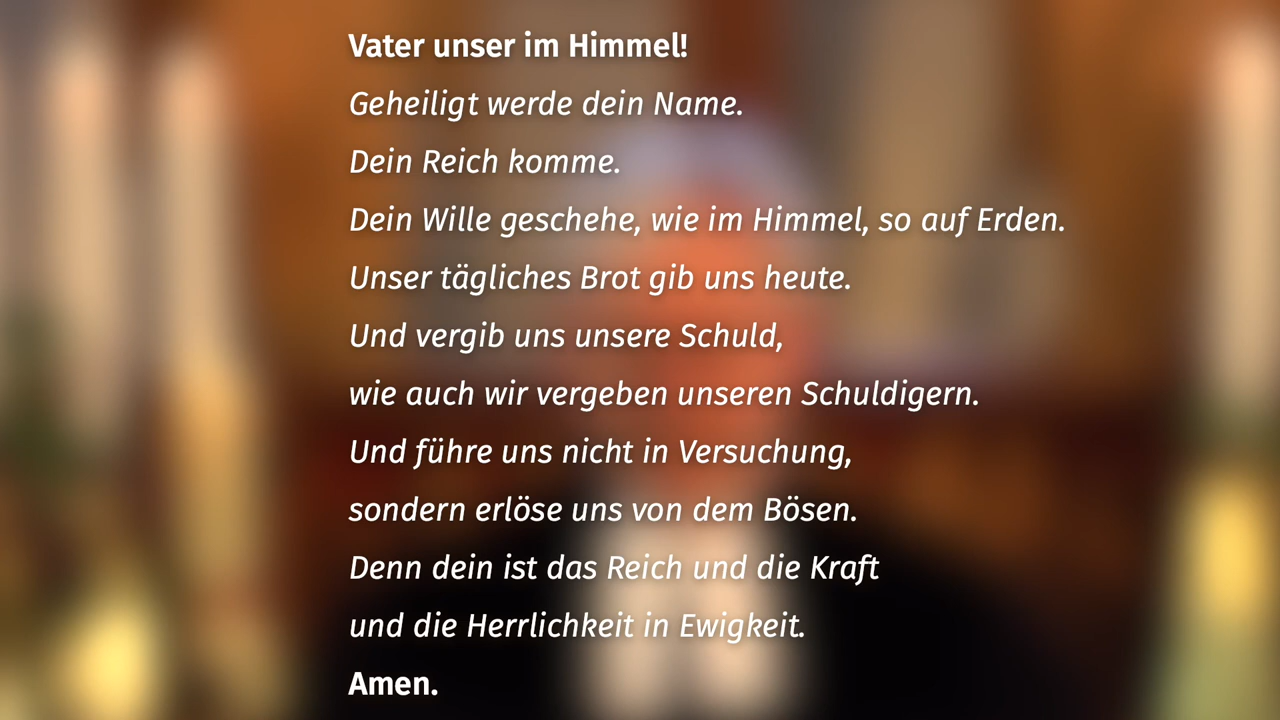 Vater unser im Himmel!
Geheiligt werde dein Name.
Dein Reich komme.
Dein Wille geschehe, wie im Himmel, so auf Erden.
Unser tägliches Brot gib uns heute.
Und vergib uns unsere Schuld,
wie auch wir vergeben unseren Schuldigern.
Und führe uns nicht in Versuchung,
sondern erlöse uns von dem Bösen.
Denn dein ist das Reich und die Kraft
und die Herrlichkeit in Ewigkeit.
Amen.